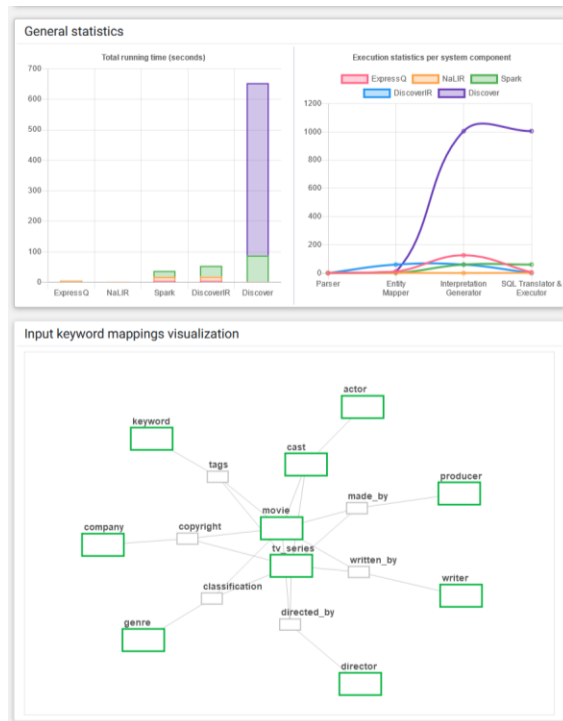 General statistics
Total running time (seconds)
700
600
500
400
300
200
100
0
ExpressQ NaLIR Spark DiscoverIR Discover
Execution statistics per system component
ExpressQ NaLIR Spark
DiscoverIR Discover
1200
1000
800
600
400
200
0
Parser Entity Mapper Interpretation Generator SQL Translator & Executor
Input keyword mappings visualization
actor
keyword
cast
tags
producer
made_by
movie
copyright
company
tv_series
written_by
classification
writer
directed_by
genre
director